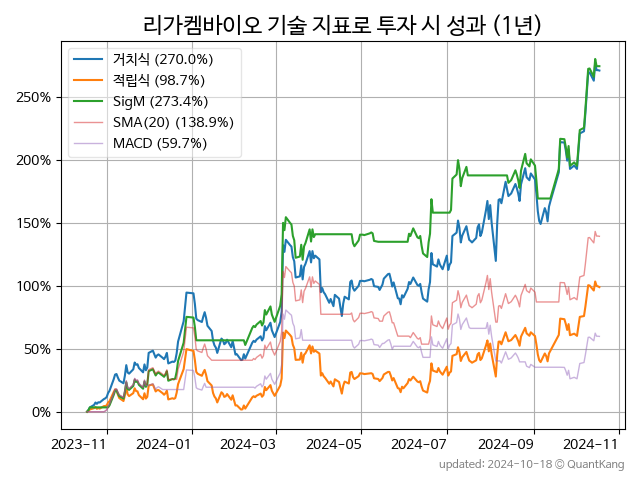 리가켐바이오 기술 지표로 투자 시 성과 (1년)
거치식 (270.0%)
적립식 (98.7%)
SigM (273.4%)
SMA(20) (138.9%)
MACD (59.7%)
250%
200%
150%
100%
50%
0%
2023-11 2024-01 2024-03 2024-05 2024-07 2024-09 2024-11
updated: 2024-10-18 © QuantKang